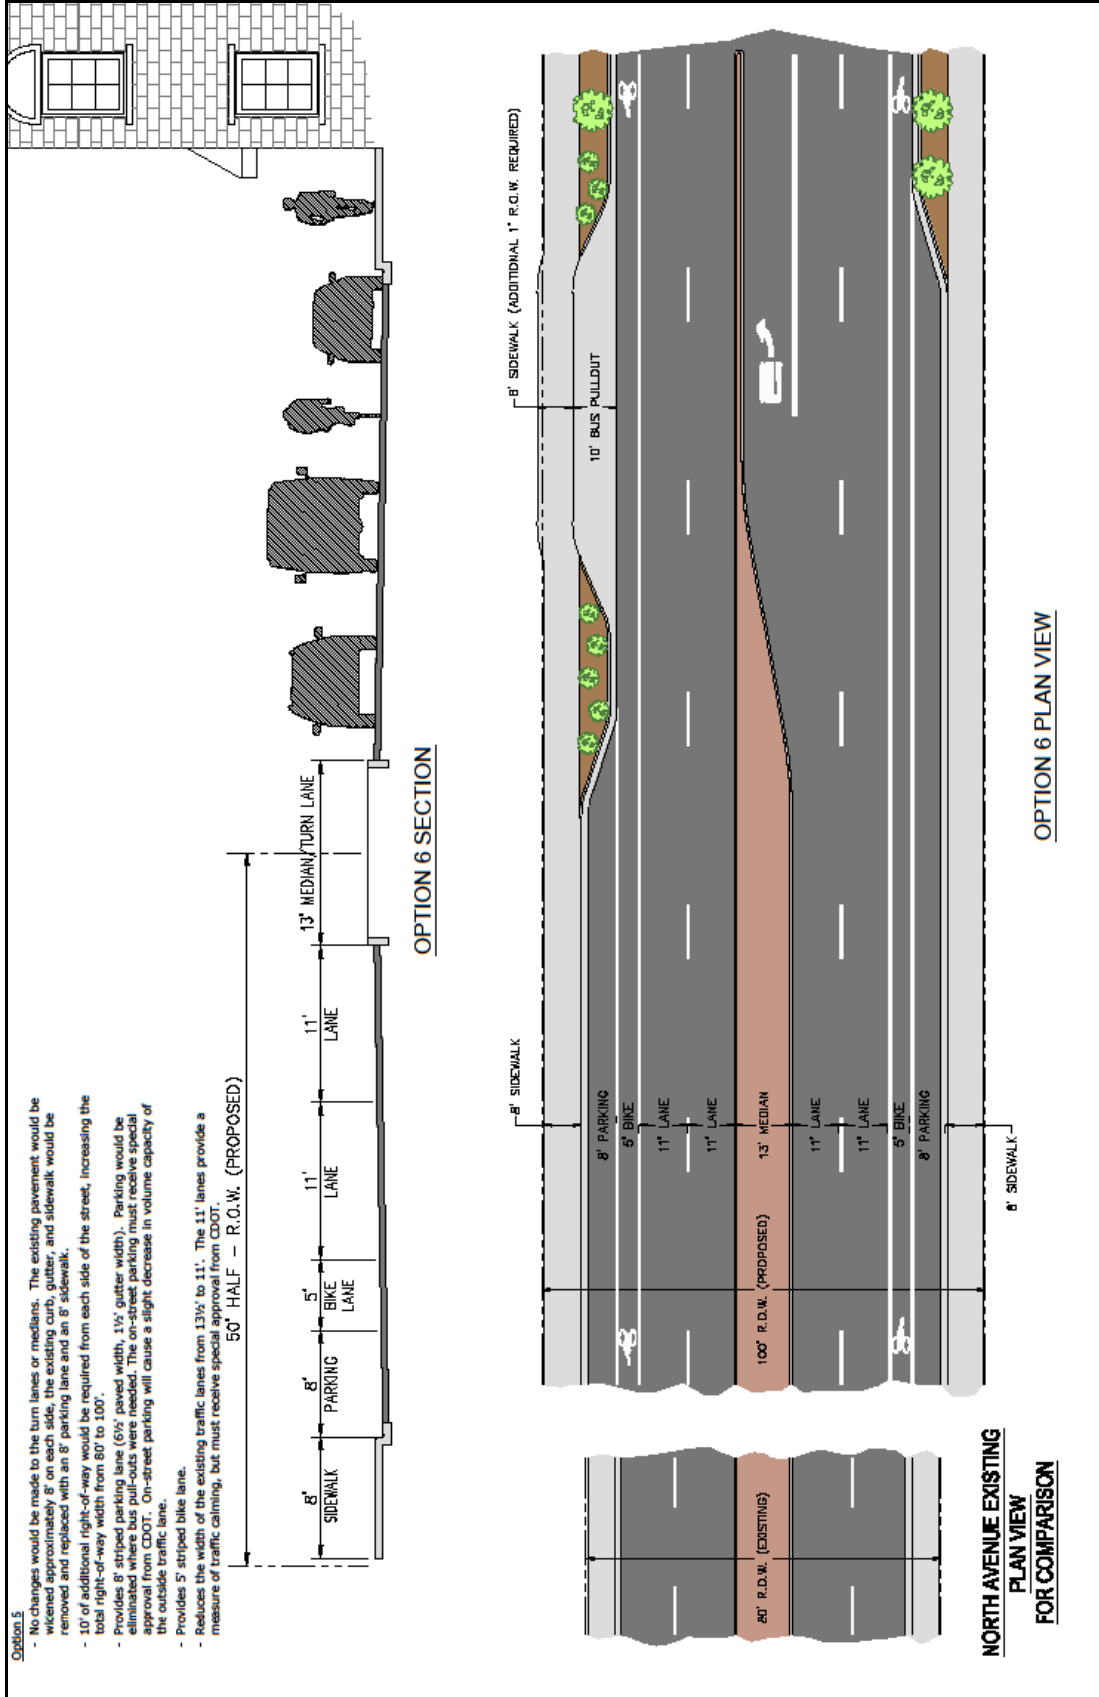 Option 5
- No changes would be made to the turn lanes or medians. The existing pavement would be
widened approximately 8' on each side, the existing curb, gutter, and sidewalk would be
removed and replaced with an 8' parking lane and an 8' sidewalk.
- 10' of additional right-of-way would be required from each side of the street, increasing the
total right-of-way width from 80' to 100'.
- Provides 8' striped parking lane (6½' paved width, 1½' gutter width). Parking would be
eliminated where bus pull-outs were needed. The on-street parking must receive special
approval from CDOT. On-street parking will cause a slight decrease in volume capacity of
the outside traffic lane.
- Provides 5' striped bike lane.
- Reduces the width of the existing traffic lanes from 13½' to 11'. The 11' lanes provide a
measure of traffic calming, but must receive special approval from CDOT.
50' HALF - R.O.W. (PROPOSED)
8'
SIDEWALK
8'
PARKING
5'
BIKE
LANE
11'
LANE
11'
LANE
13' MEDIAN/TURN LANE
OPTION 6 SECTION
8' SIDEWALK
8' SIDEWALK (ADDITIONAL 1' R.O.W. REQUIRED)
10' BUS PULLOUT
8' PARKING
5' BIKE
11' LANE
11' LANE
13' MEDIAN
11' LANE
11' LANE
5' BIKE
8' PARKING
8' SIDEWALK
100' R.O.W. (PROPOSED)
OPTION 6 PLAN VIEW
80' R.O.W. (EXISTING)
NORTH AVENUE EXISTING
PLAN VIEW
FOR COMPARISON